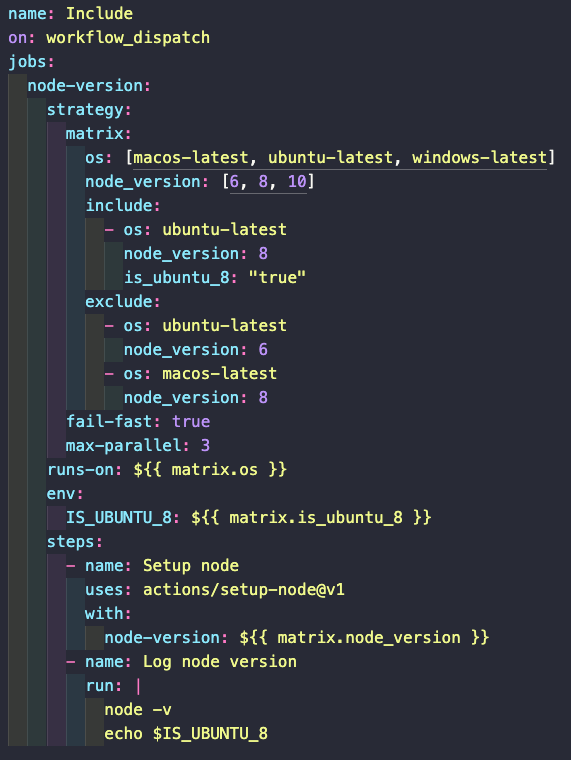 name: Include
on: workflow_dispatch
jobs:
  node-version:
    strategy:
      matrix:
        os: [macos-latest, ubuntu-latest, windows-latest]
        node_version: [6, 8, 10]
        include:
          - os: ubuntu-latest
            node_version: 8
            is_ubuntu_8: "true"
        exclude:
          - os: ubuntu-latest
            node_version: 6
          - os: macos-latest
            node_version: 8
      fail-fast: true
      max-parallel: 3
    runs-on: ${{ matrix.os }}
    env:
      IS_UBUNTU_8: ${{ matrix.is_ubuntu_8 }}
    steps:
      - name: Setup node
        uses: actions/setup-node@v1
        with:
          node-version: ${{ matrix.node_version }}
      - name: Log node version
        run: |
          node -v
          echo $IS_UBUNTU_8